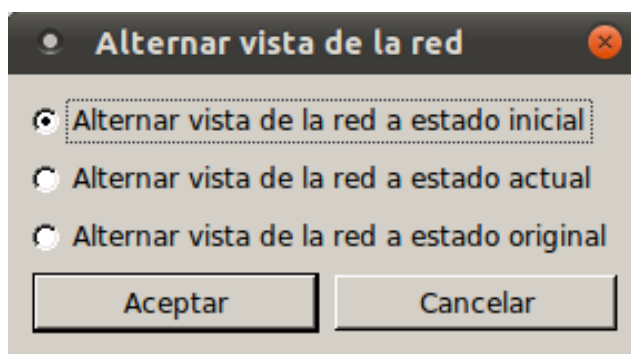 Alternar vista de la red
Alternar vista de la red a estado inicial
Alternar vista de la red a estado actual
Alternar vista de la red a estado original
Aceptar Cancelar